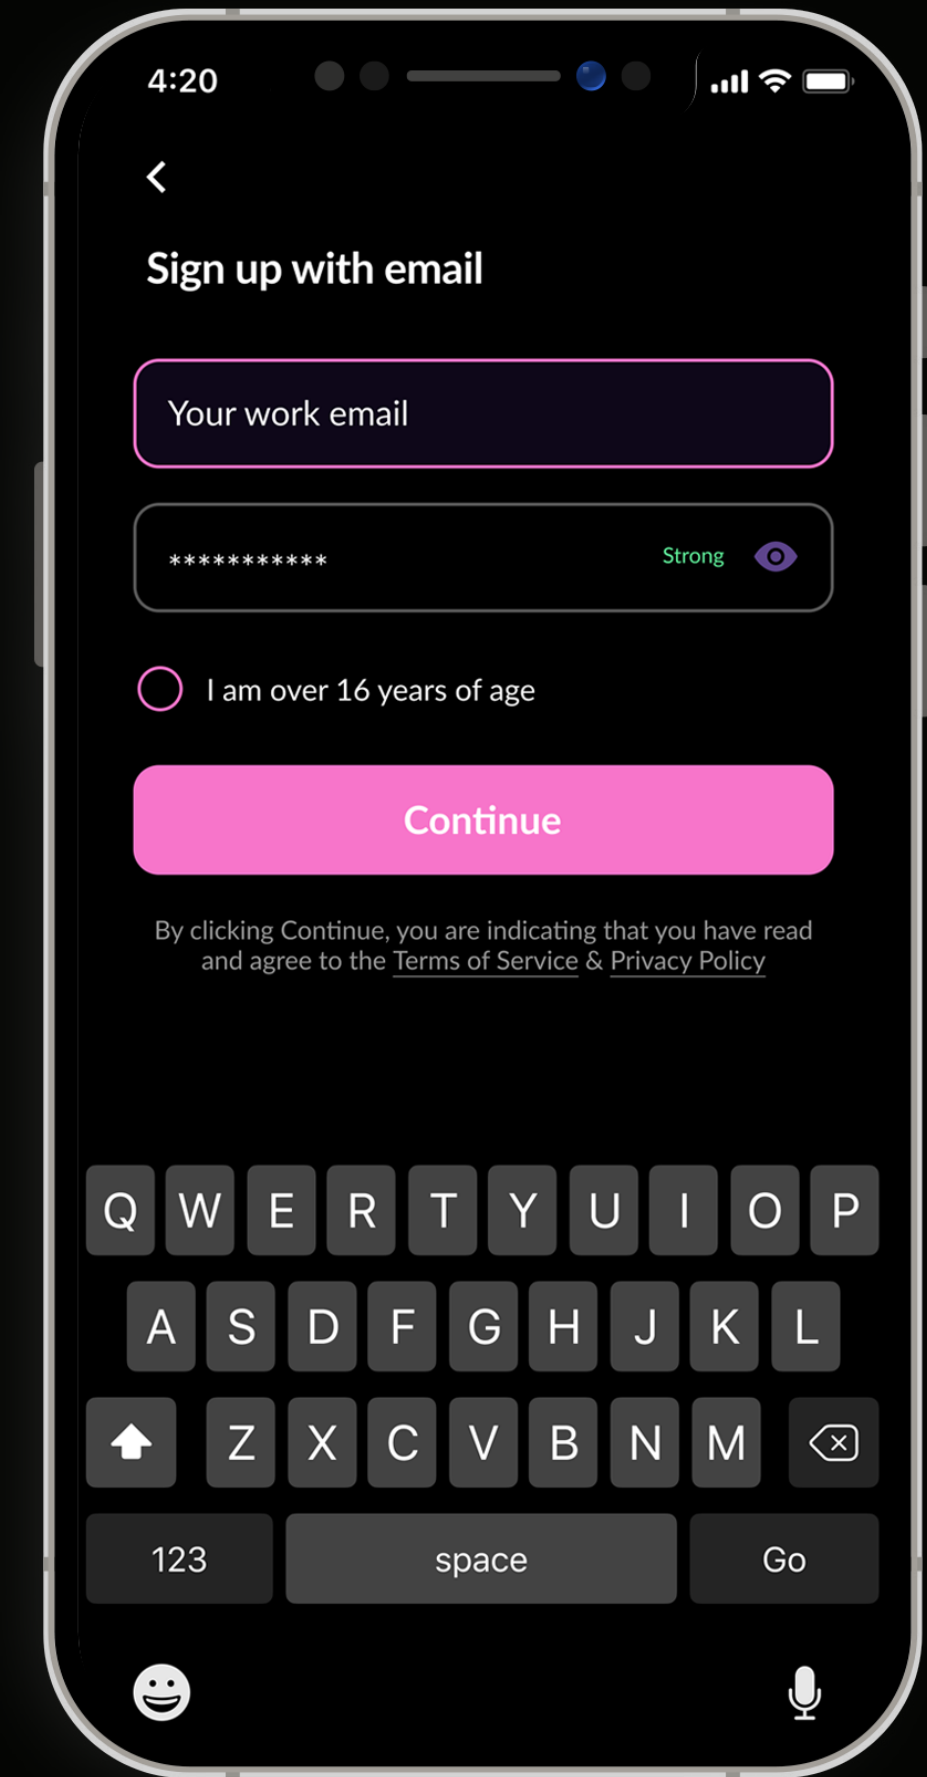 4:20
Sign up with email
Your work email
***********
Strong
I am over 16 years of age
Continue
By clicking Continue, you are indicating that you have read
and agree to the Terms of Service & Privacy Policy
Q W E R T Y U I O P
A S D F G H J K L
Z X C V B N M
123 space Go